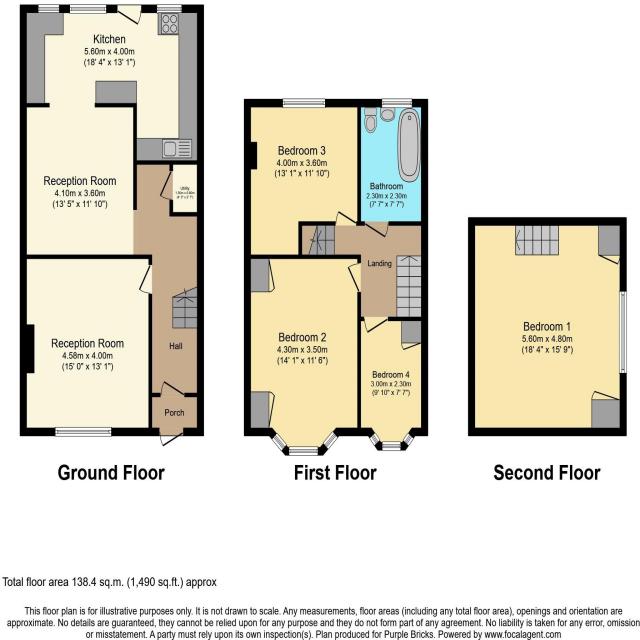 Kitchen
5.60m x 4.00m
(18' 4" x 13' 1")
Reception Room
4.10m x 3.60m
(13' 5" x 11' 10")
Utility
Reception Room
4.58m x 4.00m
(15' 0" x 13' 1")
Hall
Porch
Ground Floor
Bedroom 3
4.00m x 3.60m
(13' 1" x 11' 10")
Bathroom
2.30m x 2.30m
(7' 7" x 7' 7")
Landing
Bedroom 2
4.30m x 3.50m
(14' 1" x 11' 6")
Bedroom 4
3.00m x 2.30m
(9' 10" x 7' 7")
First Floor
Bedroom 1
5.60m x 4.80m
(18' 4" x 15' 9")
Second Floor
Total floor area 138.4 sq.m. (1,490 sq.ft.) approx
This floor plan is for illustrative purposes only. It is not drawn to scale. Any measurements, floor areas (including any total floor area), openings and orientation are
approximate. No details are guaranteed, they cannot be relied upon for any purpose and they do not form part of any agreement. No liability is taken for any error, omission
or misstatement. A party must rely upon its own inspection(s). Plan produced for Purple Bricks. Powered by www.focalagent.com